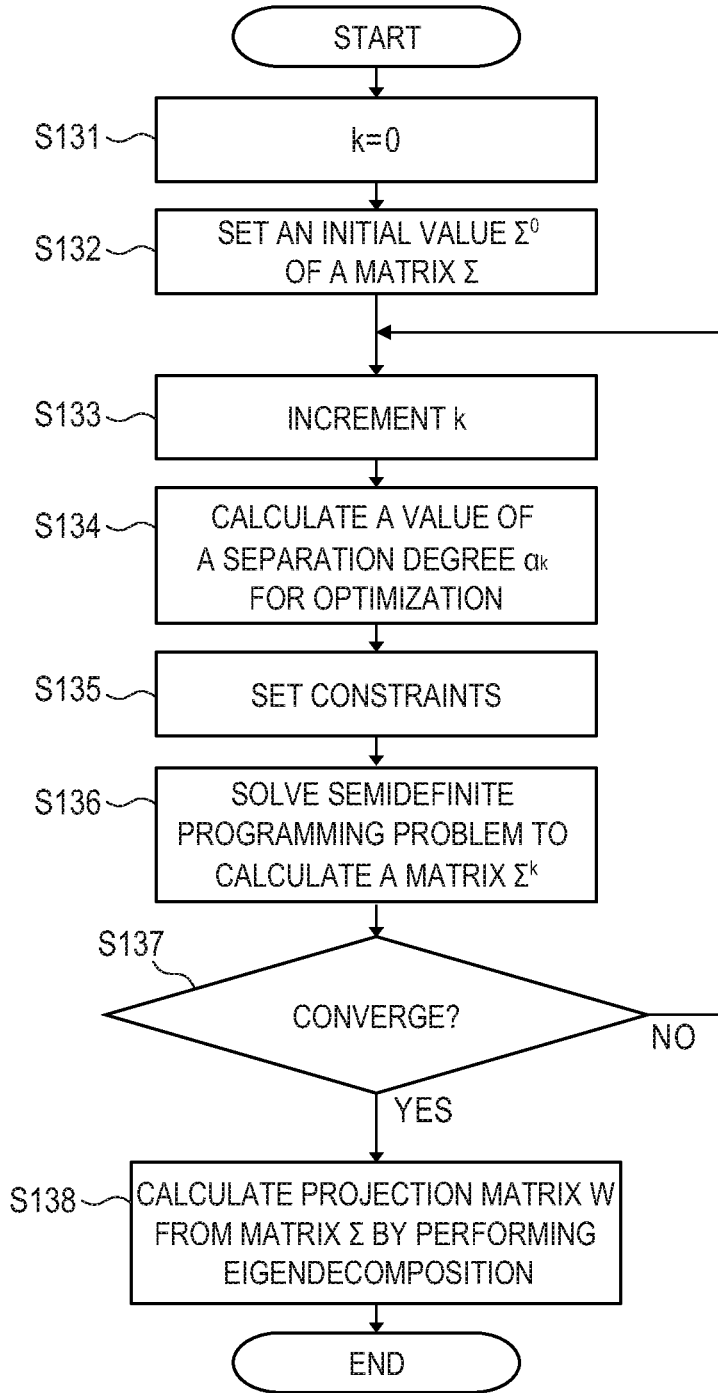 START
S131
k=0
S132
SET AN INITIAL VALUE Σ⁰
OF A MATRIX Σ
S133
INCREMENT k
S134
CALCULATE A VALUE OF
A SEPARATION DEGREE αk
FOR OPTIMIZATION
S135
SET CONSTRAINTS
S136
SOLVE SEMIDEFINITE
PROGRAMMING PROBLEM TO
CALCULATE A MATRIX Σᵏ
S137
CONVERGE?
NO
YES
S138
CALCULATE PROJECTION MATRIX W
FROM MATRIX Σ BY PERFORMING
EIGENDECOMPOSITION
END